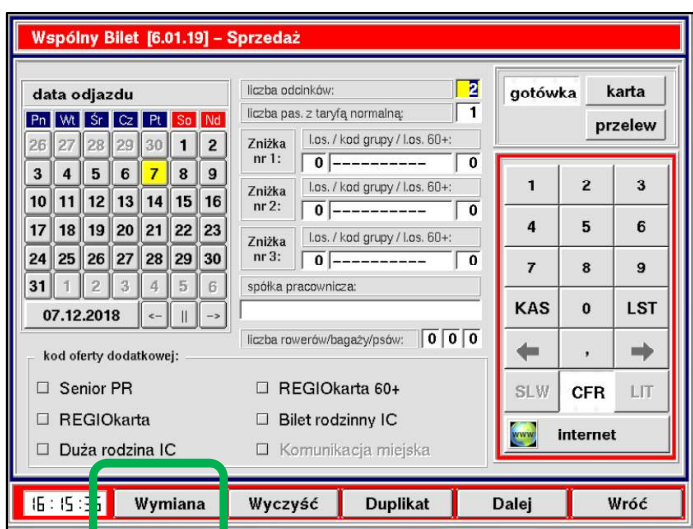 Wspólny Bilet [6.01.19] – Sprzedaż
data odjazdu
Pn Wt Śr Cz Pt So Nd
26 27 28 29 30 1 2
3 4 5 6 7 8 9
10 11 12 13 14 15 16
17 18 19 20 21 22 23
24 25 26 27 28 29 30
31 1 2 3 4 5 6
07.12.2018 <- || ->
liczba odcinków: 2
liczba pas. z taryfą normalną: 1
Zniżka nr 1: l.os. / kod grupy / l.os. 60+:
0 ---------- 0
Zniżka nr 2: l.os. / kod grupy / l.os. 60+:
0 ---------- 0
Zniżka nr 3: l.os. / kod grupy / l.os. 60+:
0 ---------- 0
spółka pracownicza:
liczba rowerów/bagaży/psów: 0 0 0
gotówka karta
przelew
1 2 3
4 5 6
7 8 9
KAS 0 LST
,
SLW CFR LIT
www internet
kod oferty dodatkowej:
Senior PR REGIOkarta 60+
REGIOkarta Bilet rodzinny IC
Duża rodzina IC Komunikacja miejska
Wymiana Wyczyść Duplikat Dalej Wróć